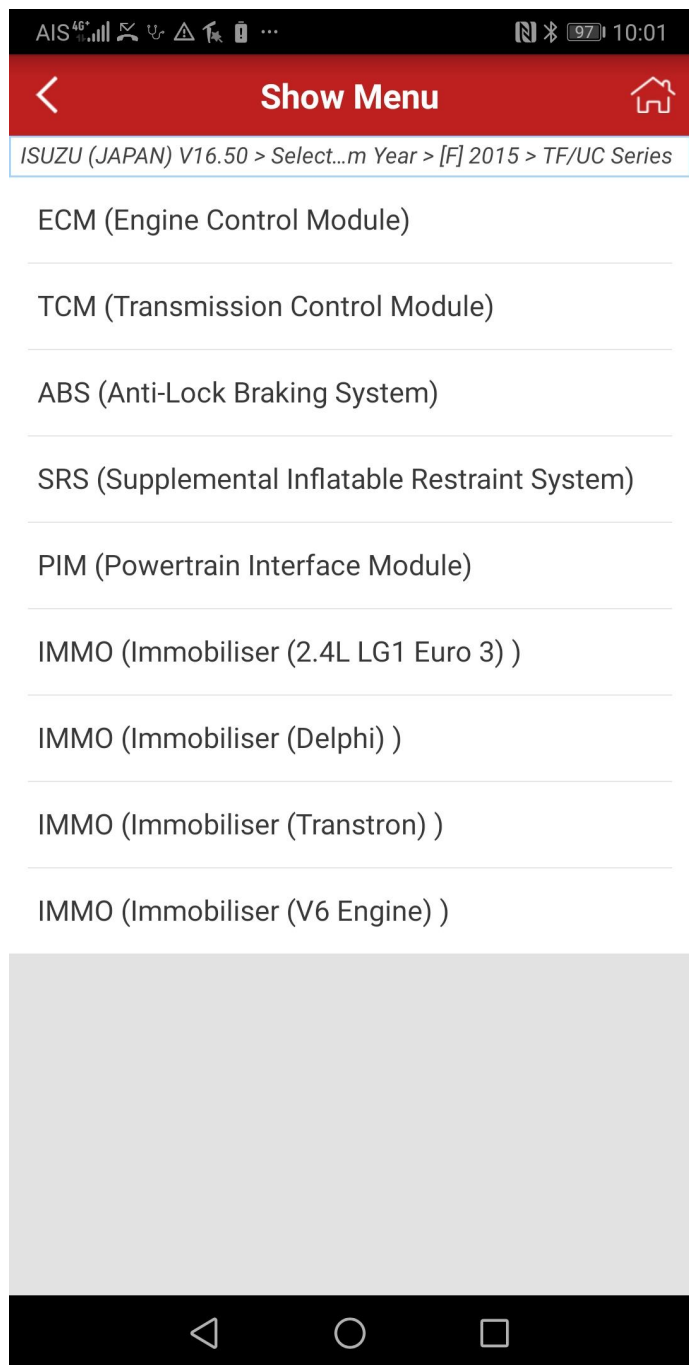 AIS 4G+ 97 10:01
Show Menu
ISUZU (JAPAN) V16.50 > Select...m Year > [F] 2015 > TF/UC Series
ECM (Engine Control Module)
TCM (Transmission Control Module)
ABS (Anti-Lock Braking System)
SRS (Supplemental Inflatable Restraint System)
PIM (Powertrain Interface Module)
IMMO (Immobiliser (2.4L LG1 Euro 3) )
IMMO (Immobiliser (Delphi) )
IMMO (Immobiliser (Transtron) )
IMMO (Immobiliser (V6 Engine) )